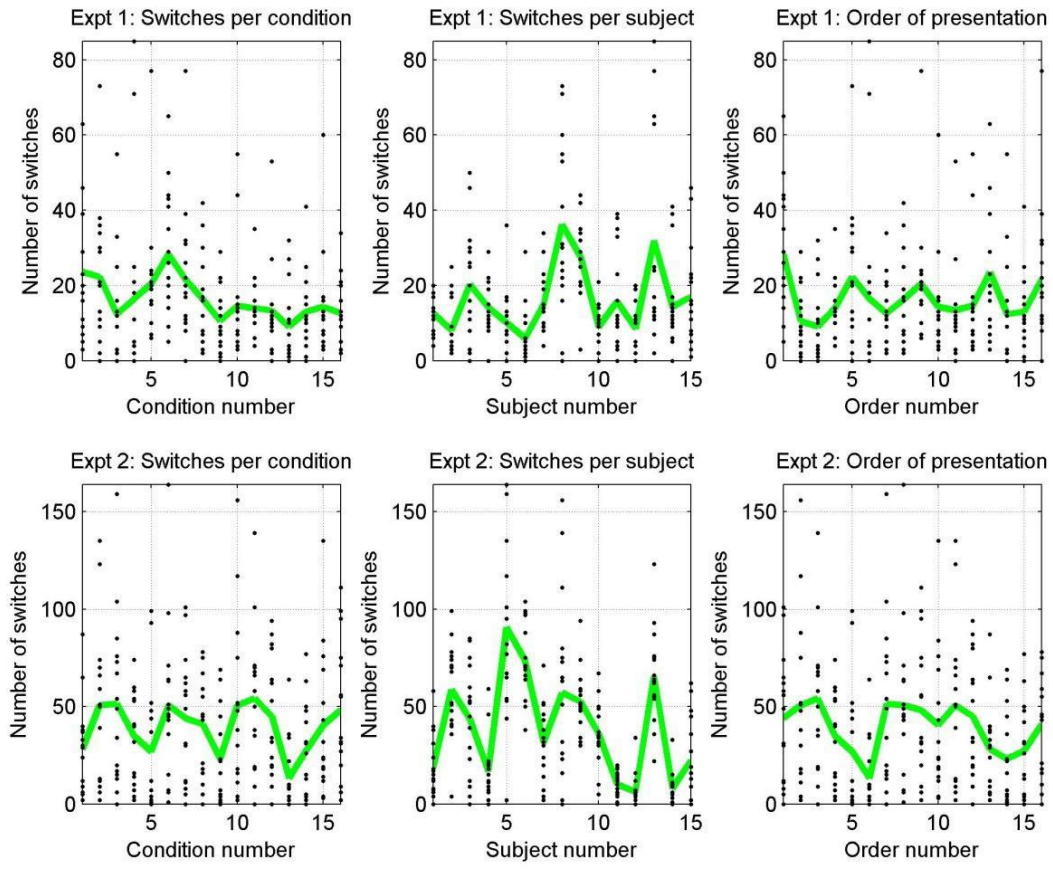 Expt 1: Switches per condition
Number of switches
80
60
40
20
0
5
10
15
Condition number
Expt 1: Switches per subject
Number of switches
80
60
40
20
0
5
10
15
Subject number
Expt 1: Order of presentation
Number of switches
80
60
40
20
0
5
10
15
Order number
Expt 2: Switches per condition
Number of switches
150
100
50
0
5
10
15
Condition number
Expt 2: Switches per subject
Number of switches
150
100
50
0
5
10
15
Subject number
Expt 2: Order of presentation
Number of switches
150
100
50
0
5
10
15
Order number